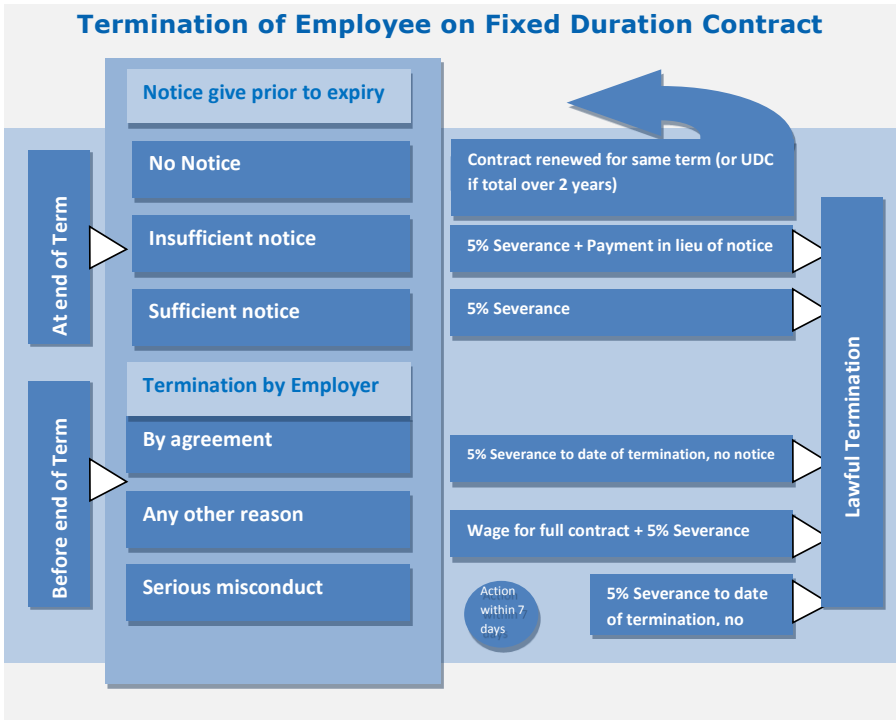 Termination of Employee on Fixed Duration Contract
Notice give prior to expiry
At end of Term
No Notice
Contract renewed for same term (or UDC
if total over 2 years)
Insufficient notice
5% Severance + Payment in lieu of notice
Sufficient notice
5% Severance
Lawful Termination
Before end of Term
Termination by Employer
By agreement
5% Severance to date of termination, no notice
Any other reason
Wage for full contract + 5% Severance
Serious misconduct
Action
within 7
days
5% Severance to date
of termination, no